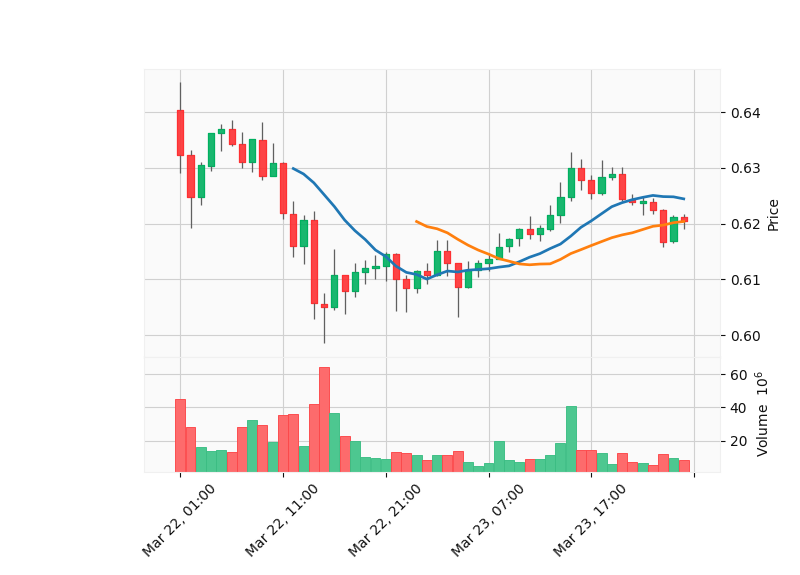 0.64
0.63
0.62
0.61
0.60
Price
60
40
20
Volume 10^6
Mar 22, 01:00
Mar 22, 11:00
Mar 22, 21:00
Mar 23, 07:00
Mar 23, 17:00